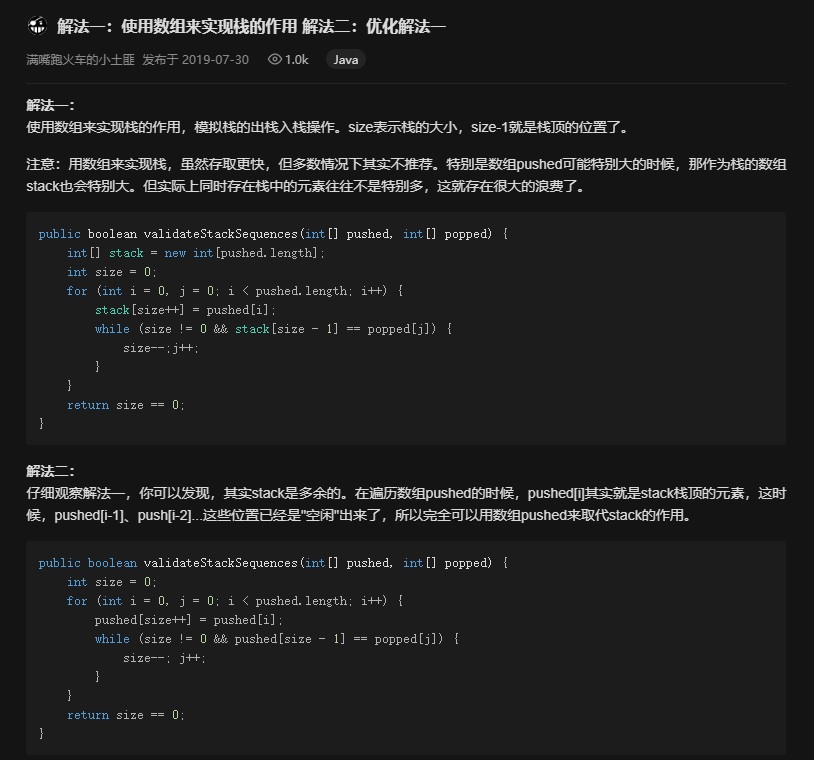 解法一：使用数组来实现栈的作用 解法二：优化解法一
满嘴跑火车的小土匪 发布于 2019-07-30 1.0k Java
解法一：
使用数组来实现栈的作用，模拟栈的出栈入栈操作。size表示栈的大小，size-1就是栈顶的位置了。
注意：用数组来实现栈，虽然存取更快，但多数情况下其实不推荐。特别是数组pushed可能特别大的时候，那作为栈的数组
stack也会特别大。但实际上同时存在栈中的元素往往不是特别多，这就存在很大的浪费了。
public boolean validateStackSequences(int[] pushed, int[] popped) {
    int[] stack = new int[pushed.length];
    int size = 0;
    for (int i = 0, j = 0; i < pushed.length; i++) {
        stack[size++] = pushed[i];
        while (size != 0 && stack[size - 1] == popped[j]) {
            size--;j++;
        }
    }
    return size == 0;
}
解法二：
仔细观察解法一，你可以发现，其实stack是多余的。在遍历数组pushed的时候，pushed[i]其实就是stack栈顶的元素，这时
候，pushed[i-1]、push[i-2]...这些位置已经是"空闲"出来了，所以完全可以用数组pushed来取代stack的作用。
public boolean validateStackSequences(int[] pushed, int[] popped) {
    int size = 0;
    for (int i = 0, j = 0; i < pushed.length; i++) {
        pushed[size++] = pushed[i];
        while (size != 0 && pushed[size - 1] == popped[j]) {
            size--; j++;
        }
    }
    return size == 0;
}